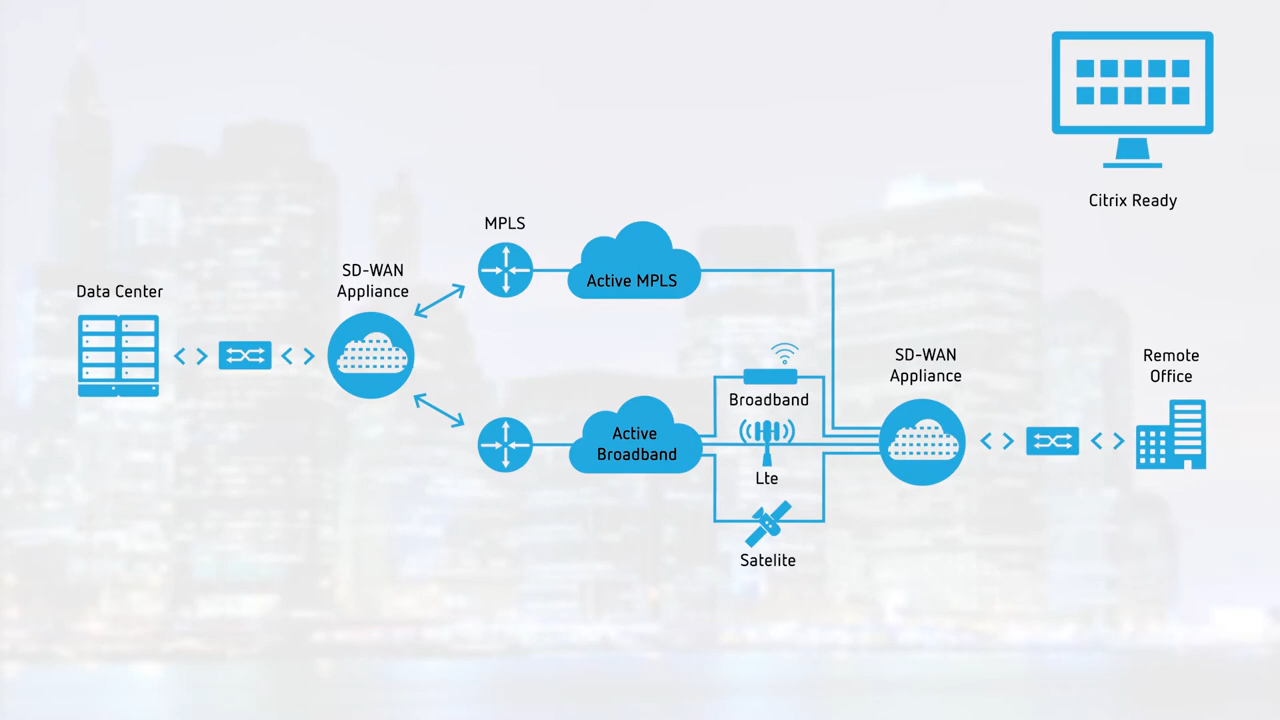 Citrix Ready
MPLS
Active MPLS
SD-WAN
Appliance
Data Center
Active
Broadband
Broadband
Lte
Satelite
SD-WAN
Appliance
Remote
Office